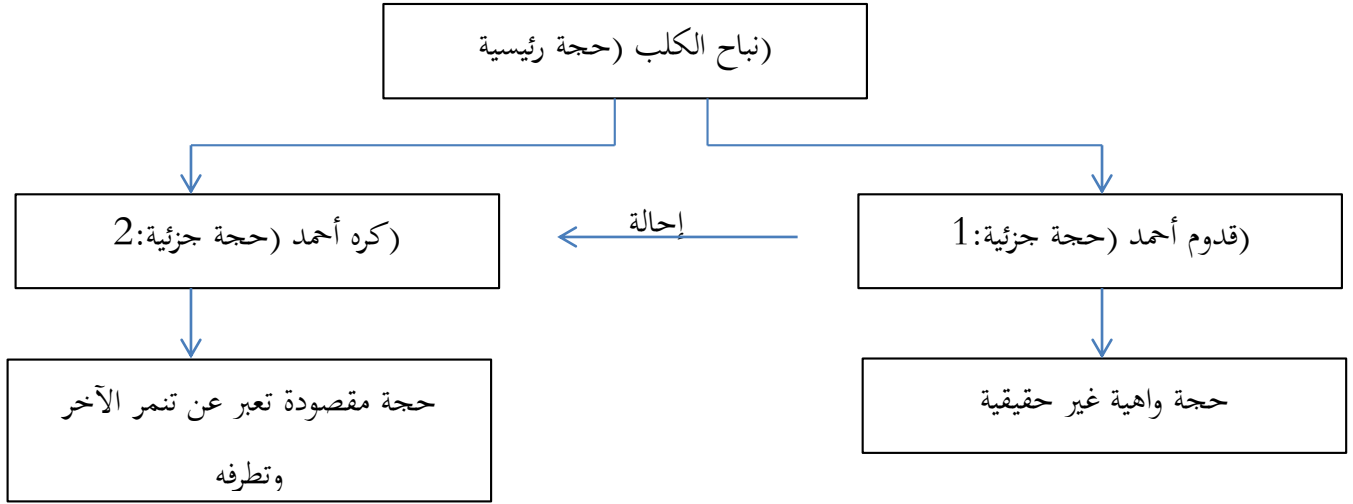 (نباح الكلب (حجة رئيسية
(قدوم أحمد (حجة جزئية:1
إحالة
(كره أحمد (حجة جزئية:2
حجة واهية غير حقيقية
حجة مقصودة تعبر عن تنمر الآخر
وتطرفه